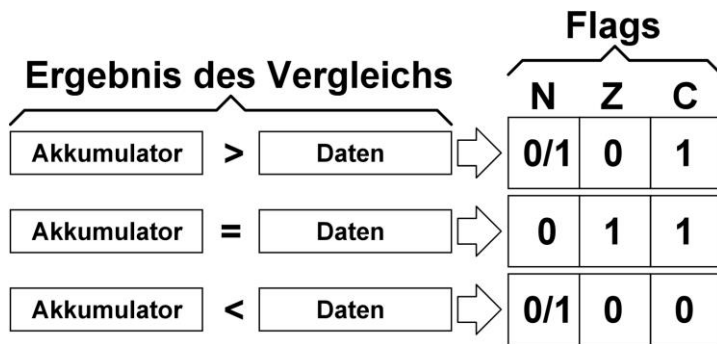 Flags
Ergebnis des Vergleichs
N Z C
Akkumulator > Daten 0/1 0 1
Akkumulator = Daten 0 1 1
Akkumulator < Daten 0/1 0 0